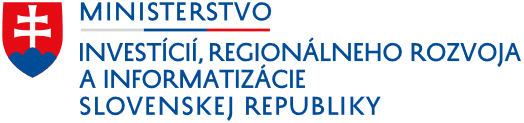 MINISTERSTVO
INVESTÍCIÍ, REGIONÁLNEHO ROZVOJA
A INFORMATIZÁCIE
SLOVENSKEJ REPUBLIKY